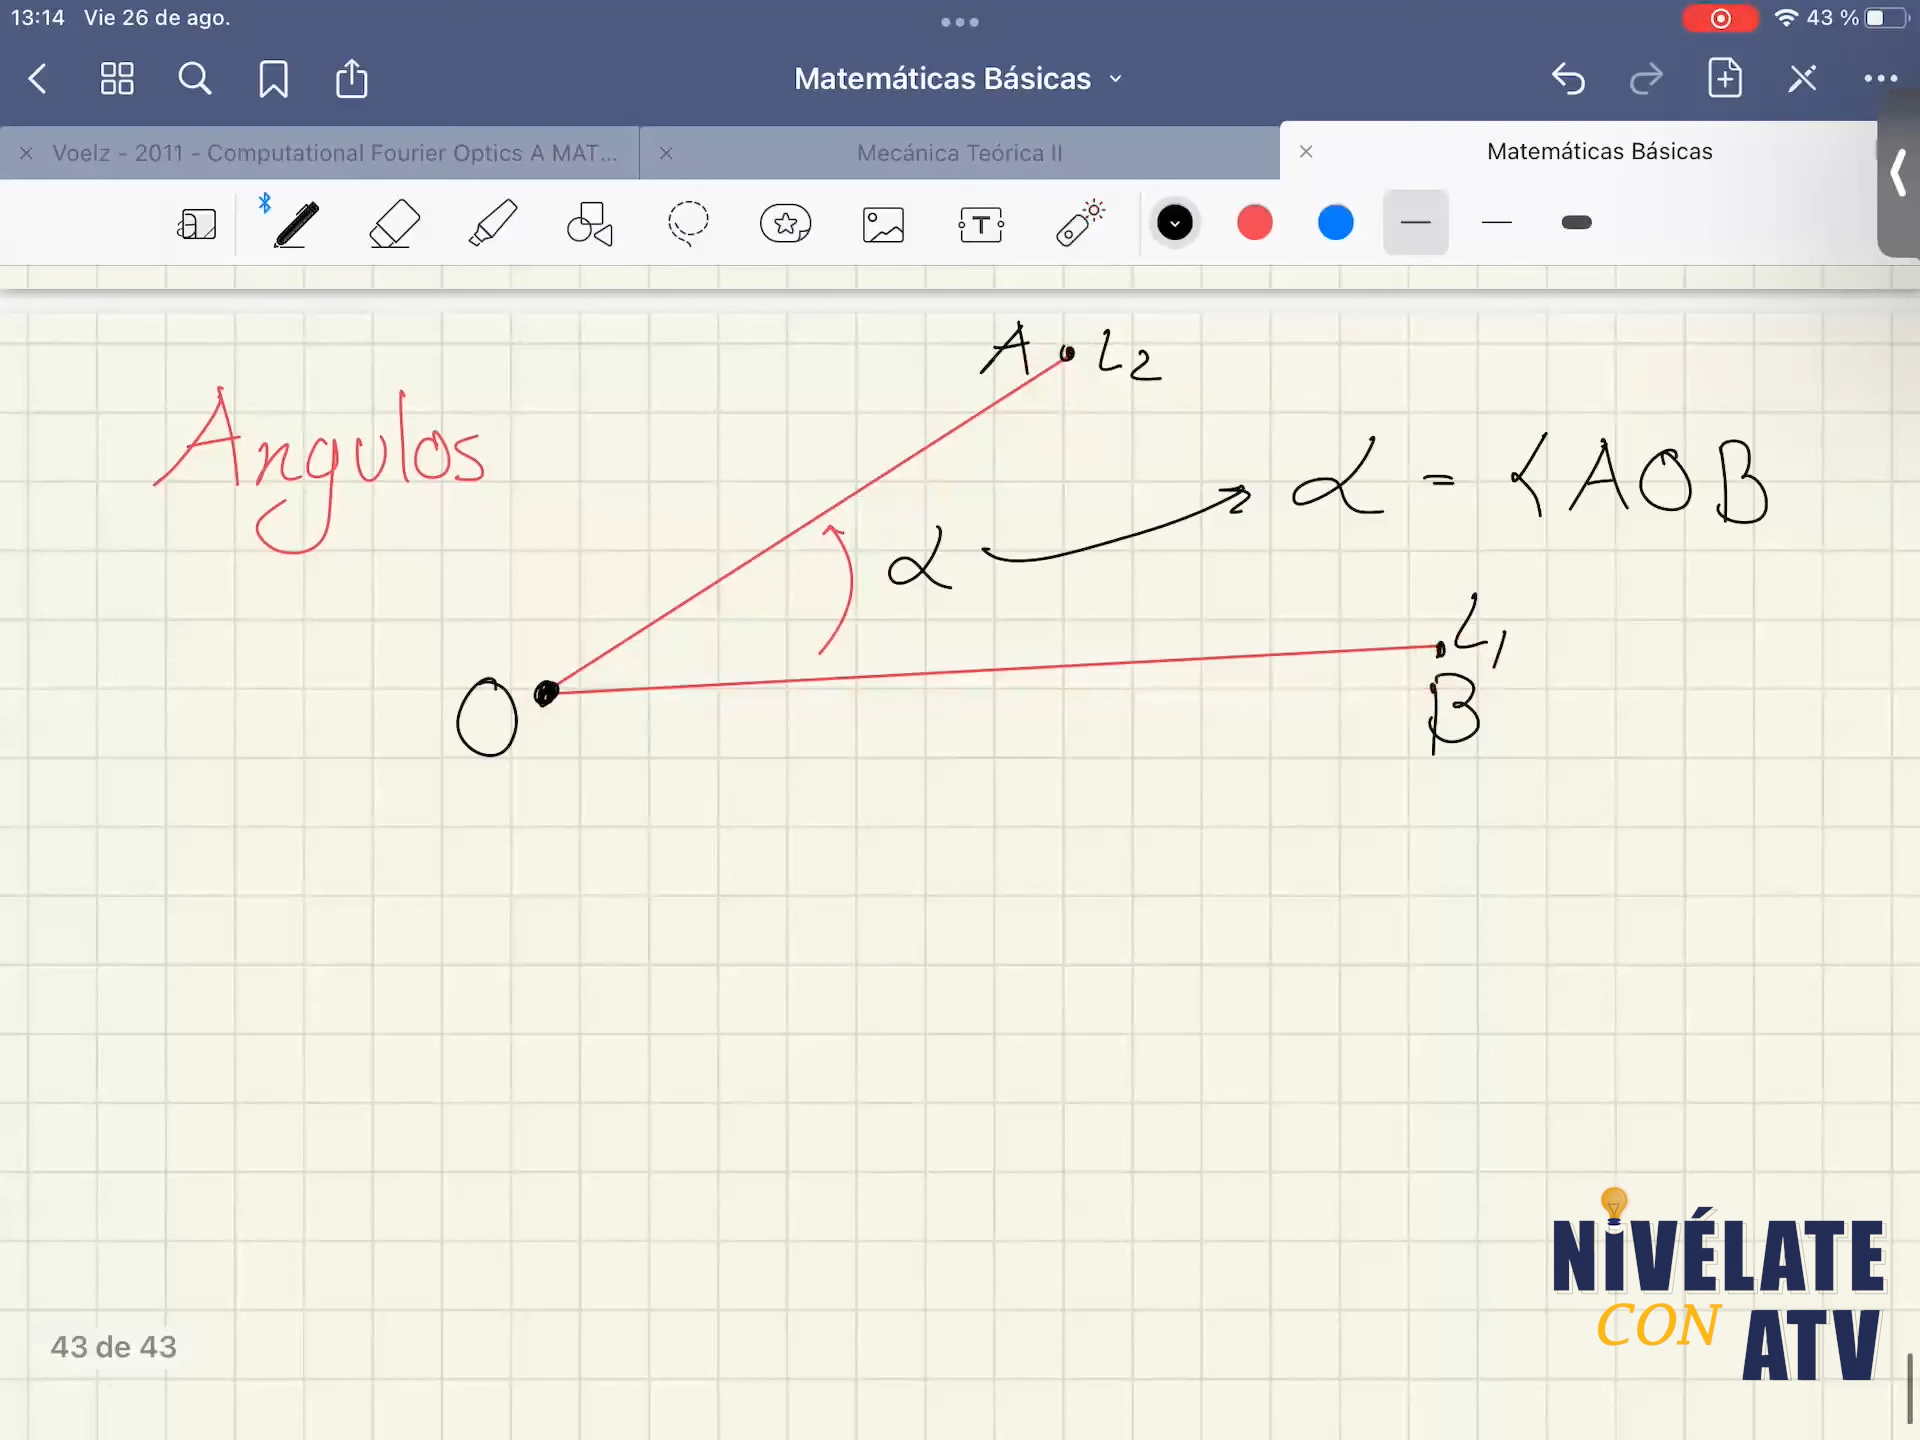 13:14 Vie 26 de ago.
43 %
Matemáticas Básicas
Voelz - 2011 - Computational Fourier Optics A MAT...
Mecánica Teórica II
Matemáticas Básicas
T
A L2
Angulos
α = ∢AOB
α
L1
O
B
NIVÉLATE
CON
ATV
43 de 43